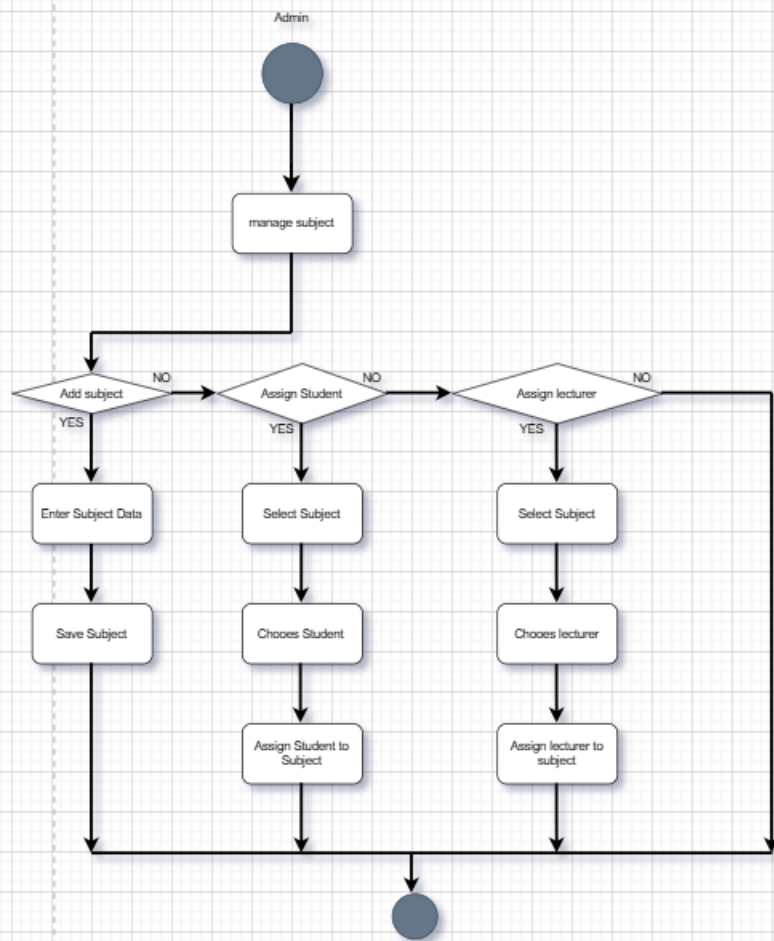 Admin
manage subject
Add subject
NO
Assign Student
NO
Assign lecturer
NO
YES
YES
YES
Enter Subject Data
Select Subject
Select Subject
Save Subject
Chooes Student
Chooes lecturer
Assign Student to
Subject
Assign lecturer to
subject